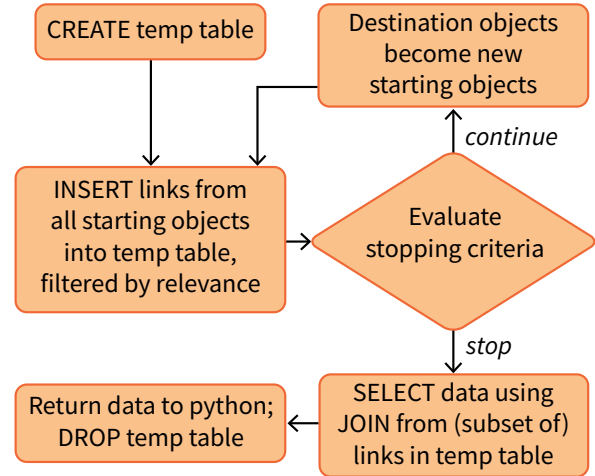 CREATE temp table
Destination objects
become new
starting objects
continue
INSERT links from
all starting objects
into temp table,
filtered by relevance
Evaluate
stopping criteria
stop
SELECT data using
JOIN from (subset of)
links in temp table
Return data to python;
DROP temp table